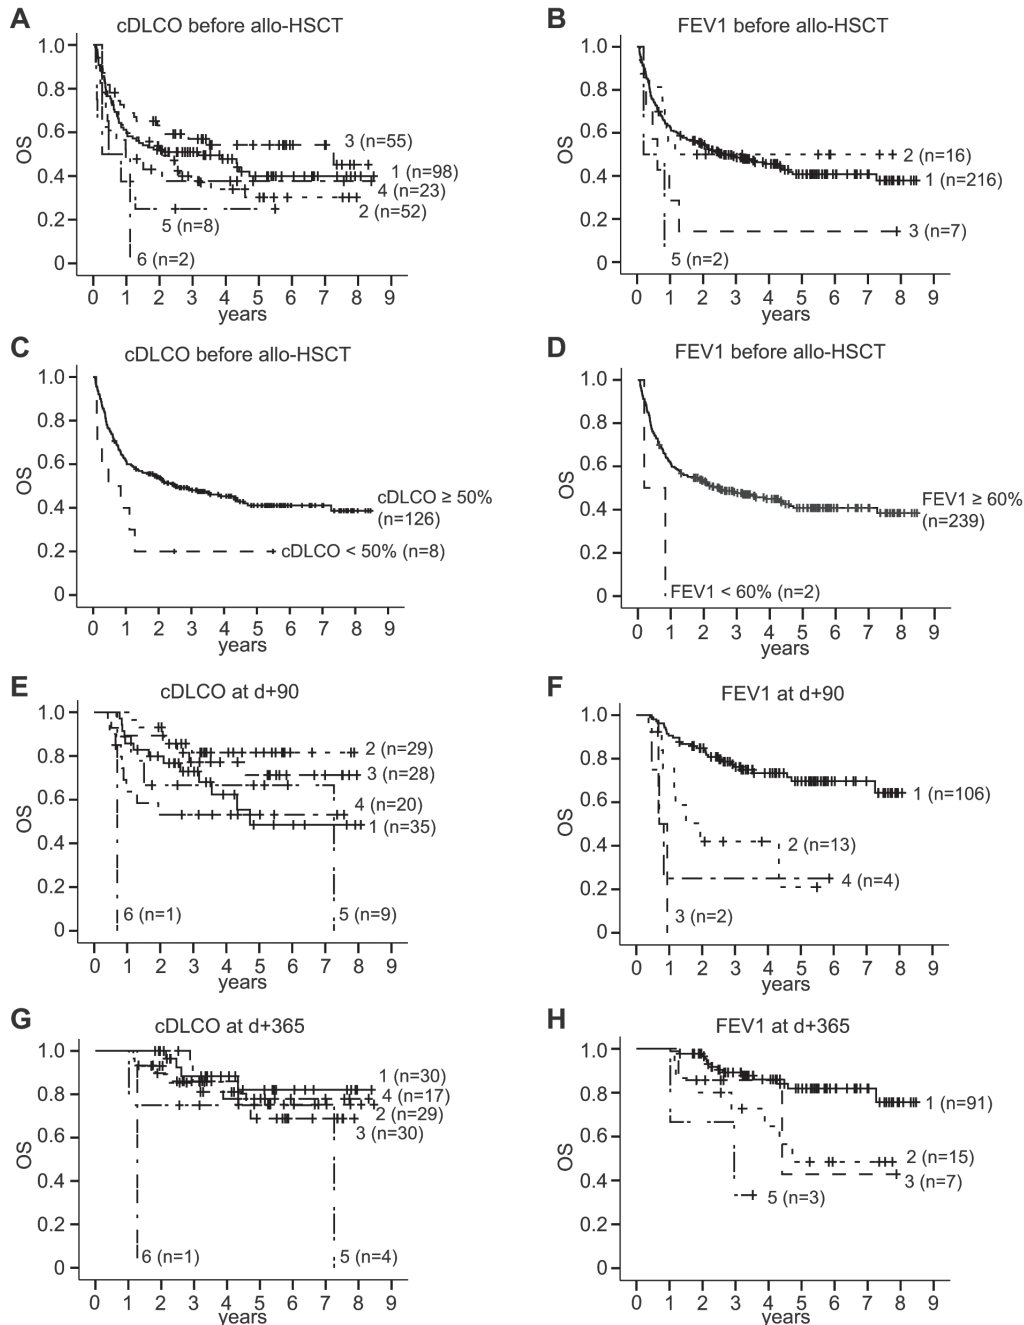 A
cDLCO before allo-HSCT
1.0
0.8
0.6
0.4
0.2
0
OS
3 (n=55)
1 (n=98)
4 (n=23)
2 (n=52)
5 (n=8)
6 (n=2)
0 1 2 3 4 5 6 7 8 9
years
B
FEV1 before allo-HSCT
1.0
0.8
0.6
0.4
0.2
0
OS
2 (n=16)
1 (n=216)
3 (n=7)
5 (n=2)
0 1 2 3 4 5 6 7 8 9
years
C
cDLCO before allo-HSCT
1.0
0.8
0.6
0.4
0.2
0
OS
cDLCO ≥ 50%
(n=126)
cDLCO < 50% (n=8)
0 1 2 3 4 5 6 7 8 9
years
D
FEV1 before allo-HSCT
1.0
0.8
0.6
0.4
0.2
0
OS
FEV1 ≥ 60%
(n=239)
FEV1 < 60% (n=2)
0 1 2 3 4 5 6 7 8 9
years
E
cDLCO at d+90
1.0
0.8
0.6
0.4
0.2
0
OS
2 (n=29)
3 (n=28)
4 (n=20)
1 (n=35)
6 (n=1)
5 (n=9)
0 1 2 3 4 5 6 7 8 9
years
F
FEV1 at d+90
1.0
0.8
0.6
0.4
0.2
0
OS
1 (n=106)
2 (n=13)
4 (n=4)
3 (n=2)
0 1 2 3 4 5 6 7 8 9
years
G
cDLCO at d+365
1.0
0.8
0.6
0.4
0.2
0
OS
1 (n=30)
4 (n=17)
2 (n=29)
3 (n=30)
6 (n=1)
5 (n=4)
0 1 2 3 4 5 6 7 8 9
years
H
FEV1 at d+365
1.0
0.8
0.6
0.4
0.2
0
OS
1 (n=91)
2 (n=15)
3 (n=7)
5 (n=3)
0 1 2 3 4 5 6 7 8 9
years